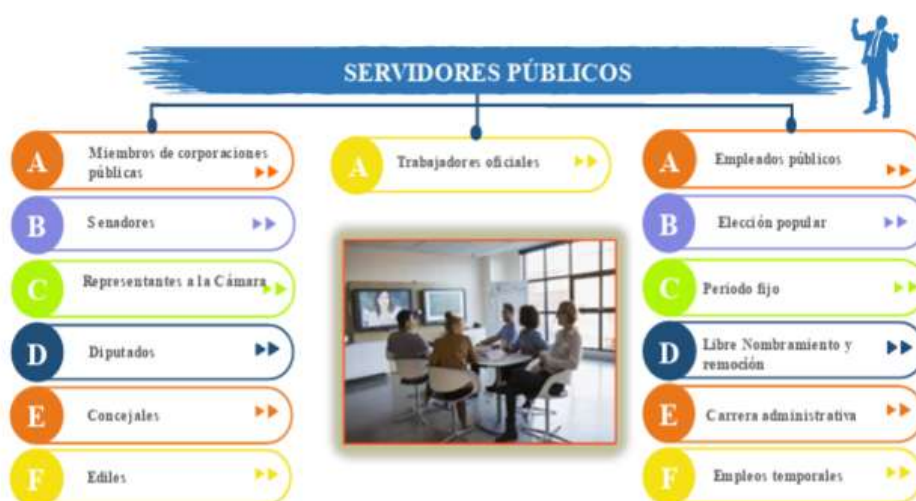 SERVIDORES PÚBLICOS
A
Miembros de corporaciones
públicas
B
Senadores
C
Representantes a la Cámara
D
Diputados
E
Concejales
F
Ediles
A
Trabajadores oficiales
A
Empleados públicos
B
Elección popular
C
Período fijo
D
Libre Nombramiento y
remoción
E
Carrera administrativa
F
Empleos temporales